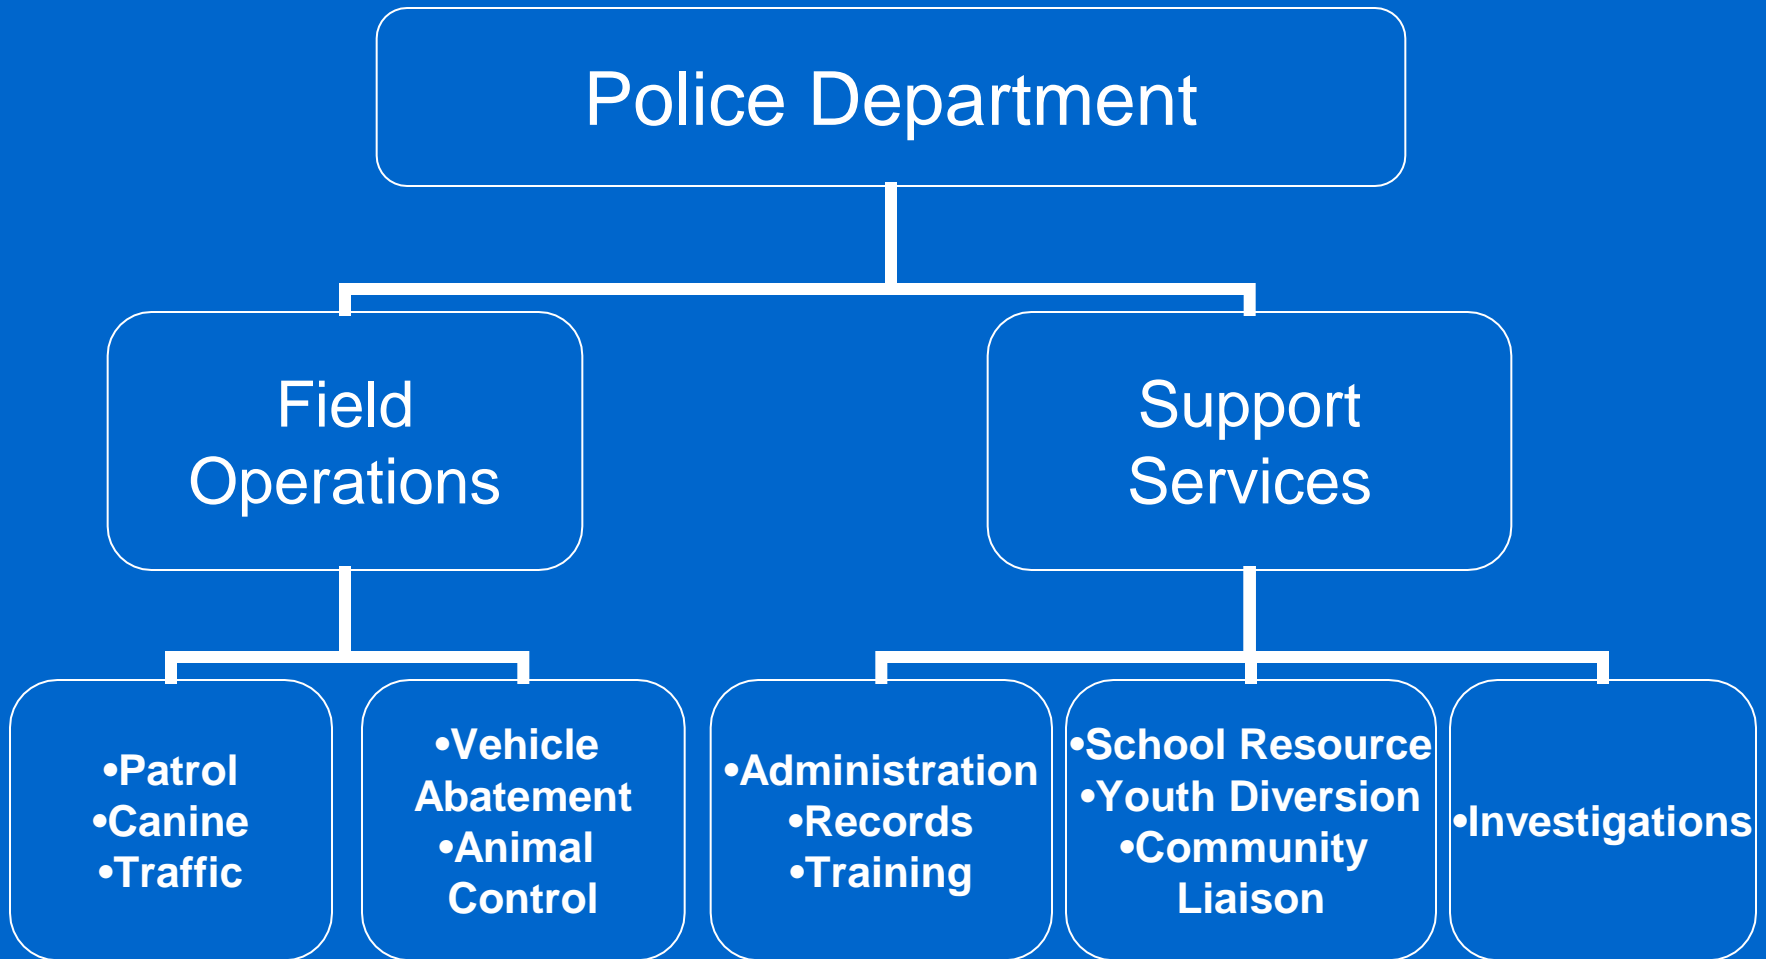 Police Department
Field
Operations
Support
Services
•Patrol
•Canine
•Traffic
•Vehicle
Abatement
•Animal
Control
•Administration
•Records
•Training
•School Resource
•Youth Diversion
•Community
Liaison
•Investigations